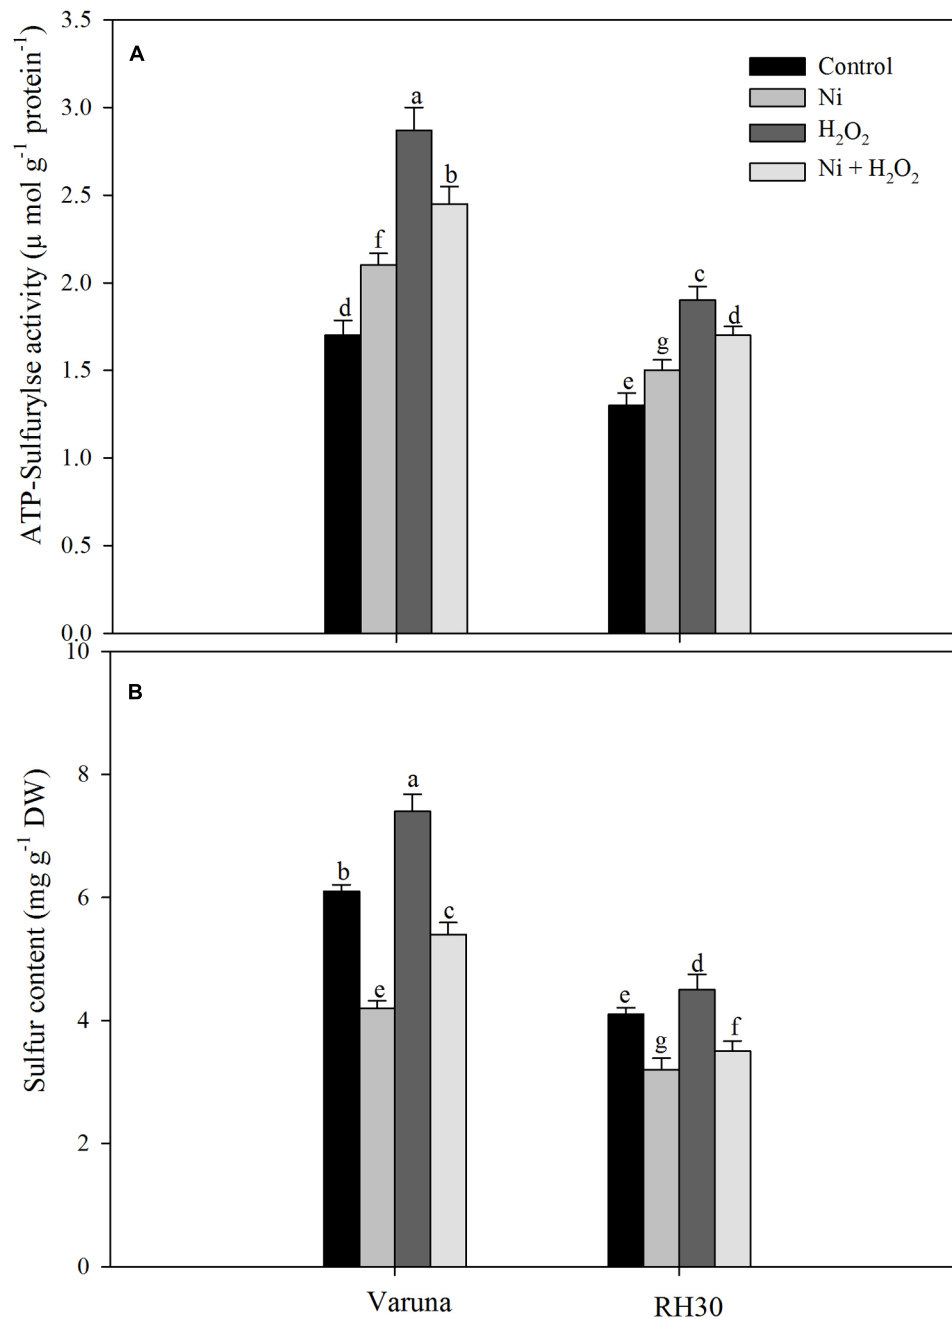 A
Control
Ni
H₂O₂
Ni + H₂O₂
ATP-Sulfurylse activity (µ mol g⁻¹ protein⁻¹)
3.5
3.0
2.5
2.0
1.5
1.0
0.5
0.0
d
f
a
b
e
g
c
d
B
Sulfur content (mg g⁻¹ DW)
10
8
6
4
2
0
b
e
a
c
e
g
d
f
Varuna
RH30